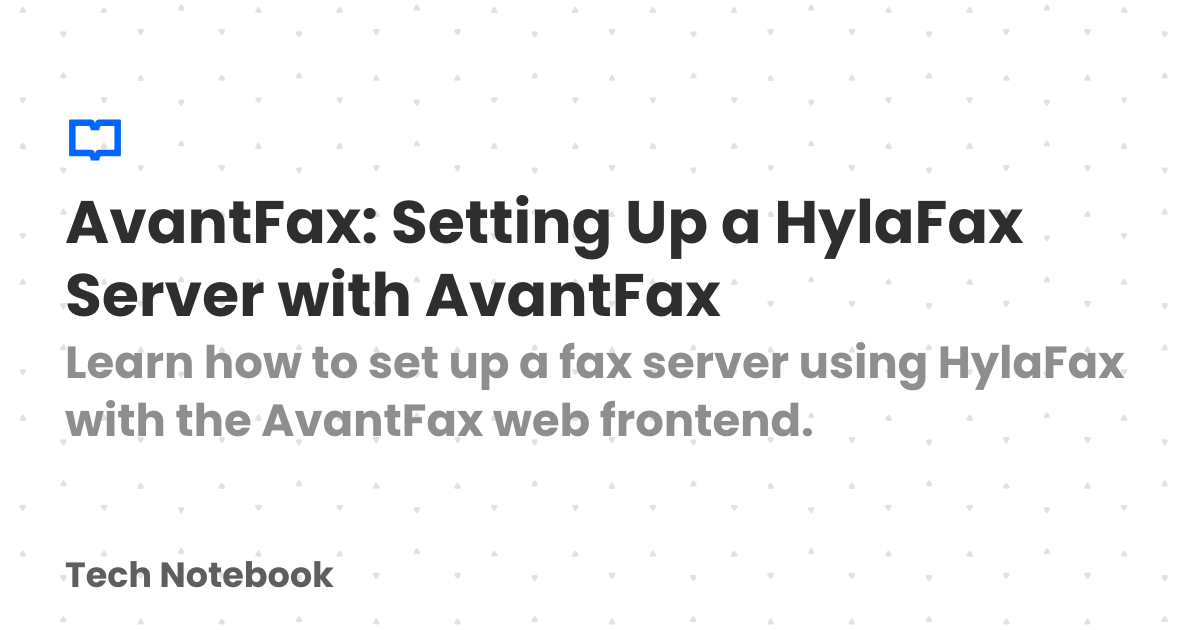 AvantFax: Setting Up a HylaFax
Server with AvantFax
Learn how to set up a fax server using HylaFax
with the AvantFax web frontend.
Tech Notebook